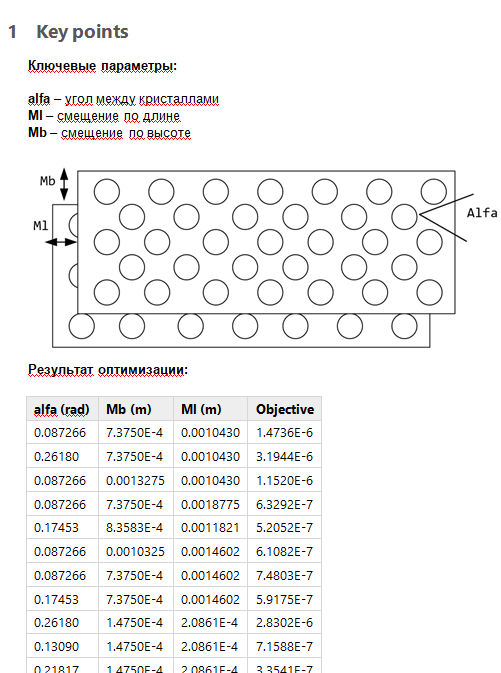 1 Key points
Ключевые параметры:
alfa – угол между кристаллами
Ml – смещение по длине
Mb – смещение по высоте
Mb
Ml
Alfa
Результат оптимизации:
alfa (rad) Mb (m) Ml (m) Objective
0.087266 7.3750E-4 0.0010430 1.4736E-6
0.26180 7.3750E-4 0.0010430 3.1944E-6
0.087266 0.0013275 0.0010430 1.1520E-6
0.087266 7.3750E-4 0.0018775 6.3292E-7
0.17453 8.3583E-4 0.0011821 5.2052E-7
0.087266 0.0010325 0.0014602 6.1082E-7
0.087266 7.3750E-4 0.0014602 7.4803E-7
0.17453 7.3750E-4 0.0014602 5.9175E-7
0.26180 1.4750E-4 2.0861E-4 2.8302E-6
0.13090 1.4750E-4 2.0861E-4 7.1588E-7
0.21817 1.4750E-4 2.0861E-4 3.3541E-7